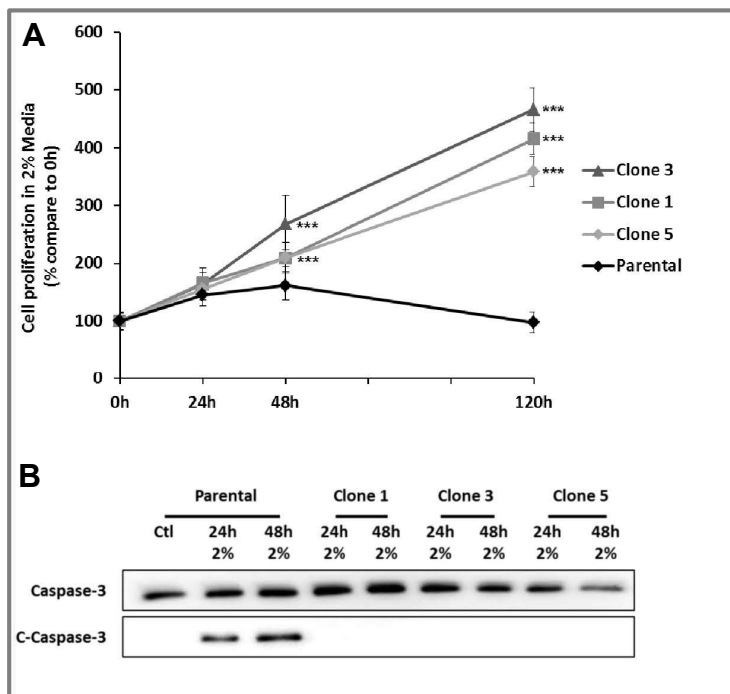 A
Cell proliferation in 2% Media
(% compare to 0h)
600
500
400
300
200
100
0
0h 24h 48h 120h
***
***
***
***
***
Clone 3
Clone 1
Clone 5
Parental
B
Parental Clone 1 Clone 3 Clone 5
Ctl 24h 48h 24h 48h 24h 48h 24h 48h
2% 2% 2% 2% 2% 2% 2% 2%
Caspase-3
C-Caspase-3